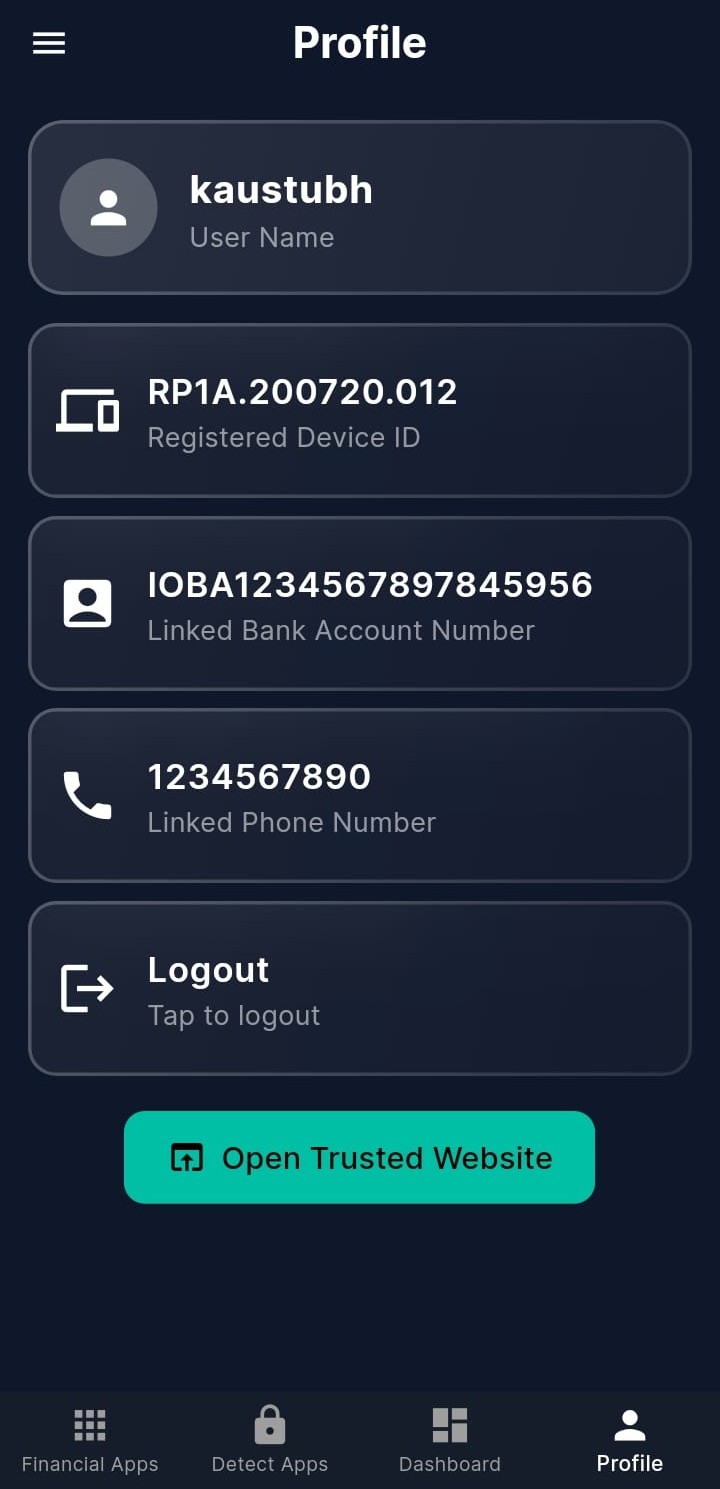 Profile
kaustubh
User Name
RP1A.200720.012
Registered Device ID
IOBA1234567897845956
Linked Bank Account Number
1234567890
Linked Phone Number
Logout
Tap to logout
Open Trusted Website
Financial Apps
Detect Apps
Dashboard
Profile